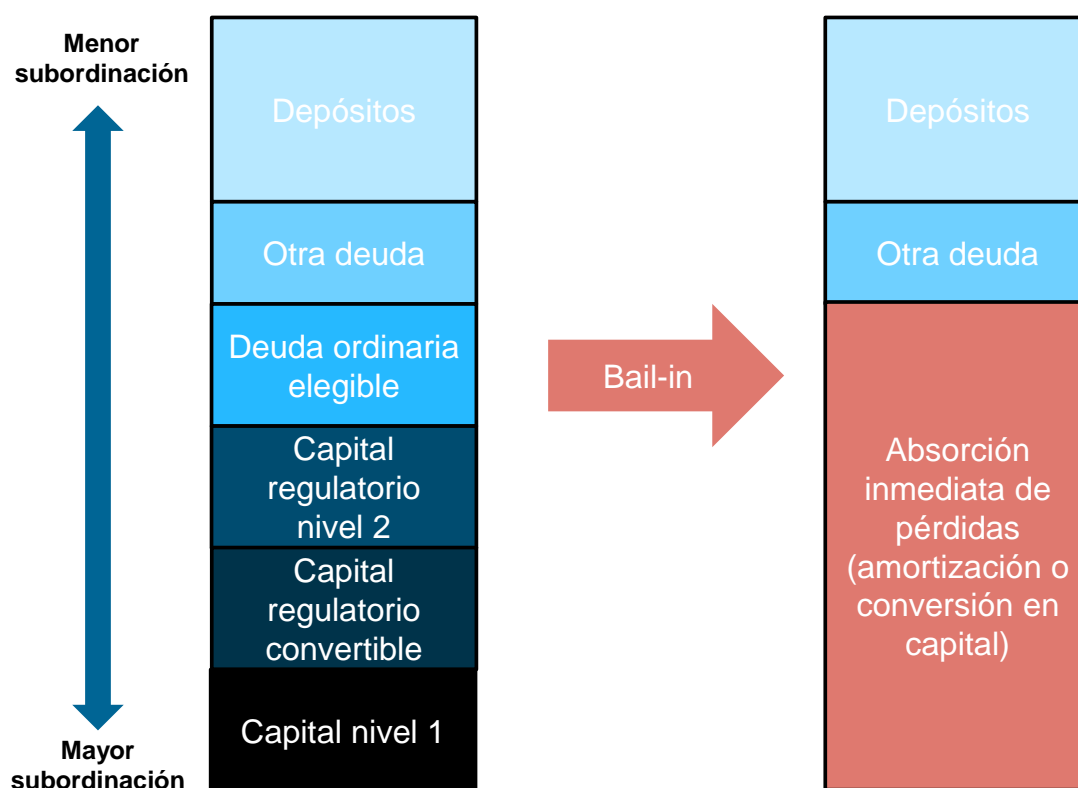 Menor
subordinación
Depósitos
Otra deuda
Deuda ordinaria
elegible
Capital
regulatorio
nivel 2
Capital
regulatorio
convertible
Capital nivel 1
Mayor
subordinación
Bail-in
Depósitos
Otra deuda
Absorción
inmediata de
pérdidas
(amortización o
conversión en
capital)